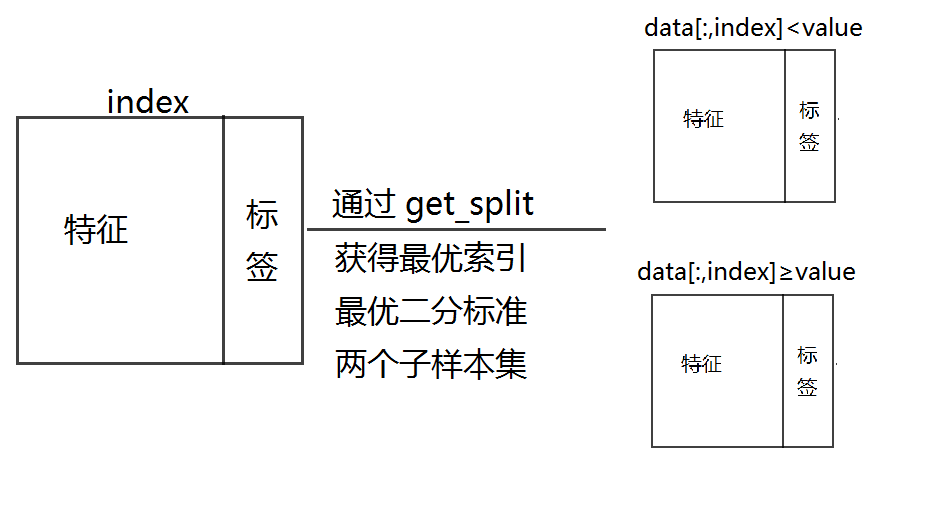 index
特征
标
签
通过 get_split
获得最优索引
最优二分标准
两个子样本集
data[:,index]<value
特征
标
签
data[:,index]≥value
特征
标
签